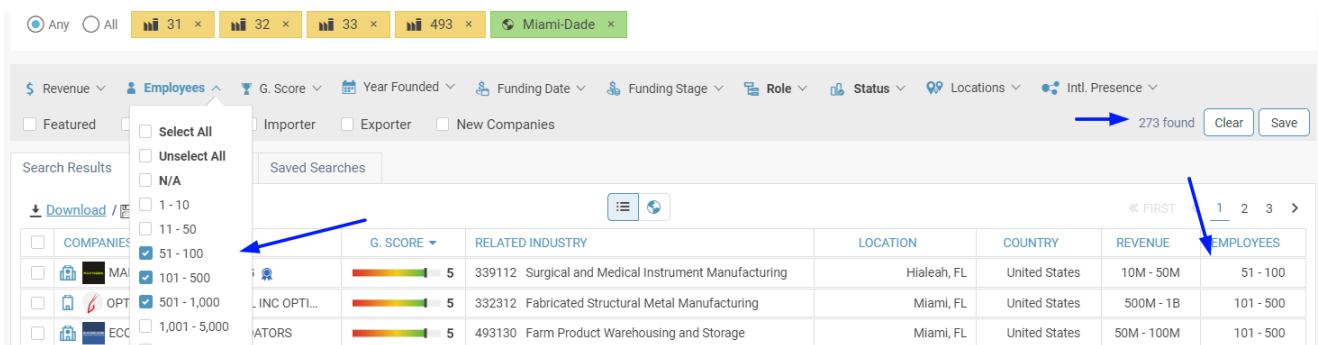 Any All 31 × 32 × 33 × 493 × Miami-Dade ×
$ Revenue Employees G. Score Year Founded Funding Date Funding Stage Role Status Locations Intl. Presence
Featured Importer Exporter New Companies
273 found Clear Save
Select All
Unselect All
N/A
1 - 10
11 - 50
51 - 100
101 - 500
501 - 1,000
1,001 - 5,000
Search Results Saved Searches
Download / « FIRST 1 2 3
COMPANIES G. SCORE RELATED INDUSTRY LOCATION COUNTRY REVENUE EMPLOYEES
5 339112 Surgical and Medical Instrument Manufacturing Hialeah, FL United States 10M - 50M 51 - 100
OPT L INC OPTI... 5 332312 Fabricated Structural Metal Manufacturing Miami, FL United States 500M - 1B 101 - 500
ECO ATORS 5 493130 Farm Product Warehousing and Storage Miami, FL United States 50M - 100M 101 - 500